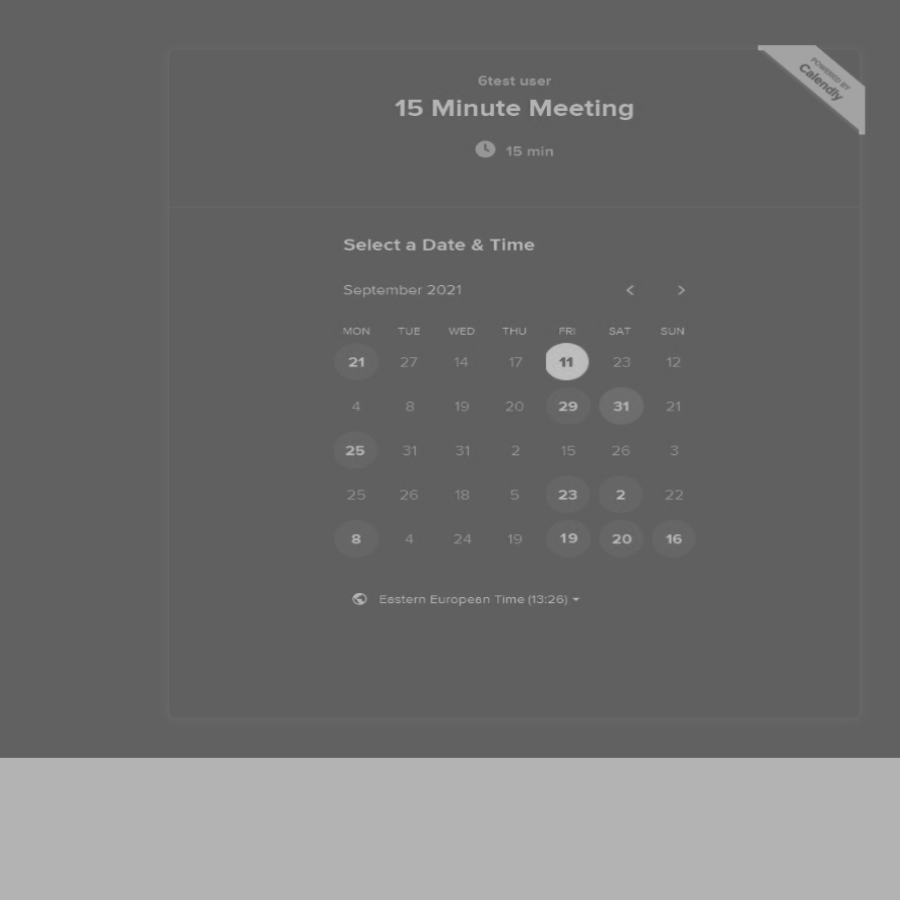 POWERED BY
Calendly
6test user
15 Minute Meeting
15 min
Select a Date & Time
September 2021
MON TUE WED THU FRI SAT SUN
21 27 14 17 11 23 12
4 8 19 20 29 31 21
25 31 31 2 15 26 3
25 26 18 5 23 2 22
8 4 24 19 19 20 16
Eastern European Time (13:26)